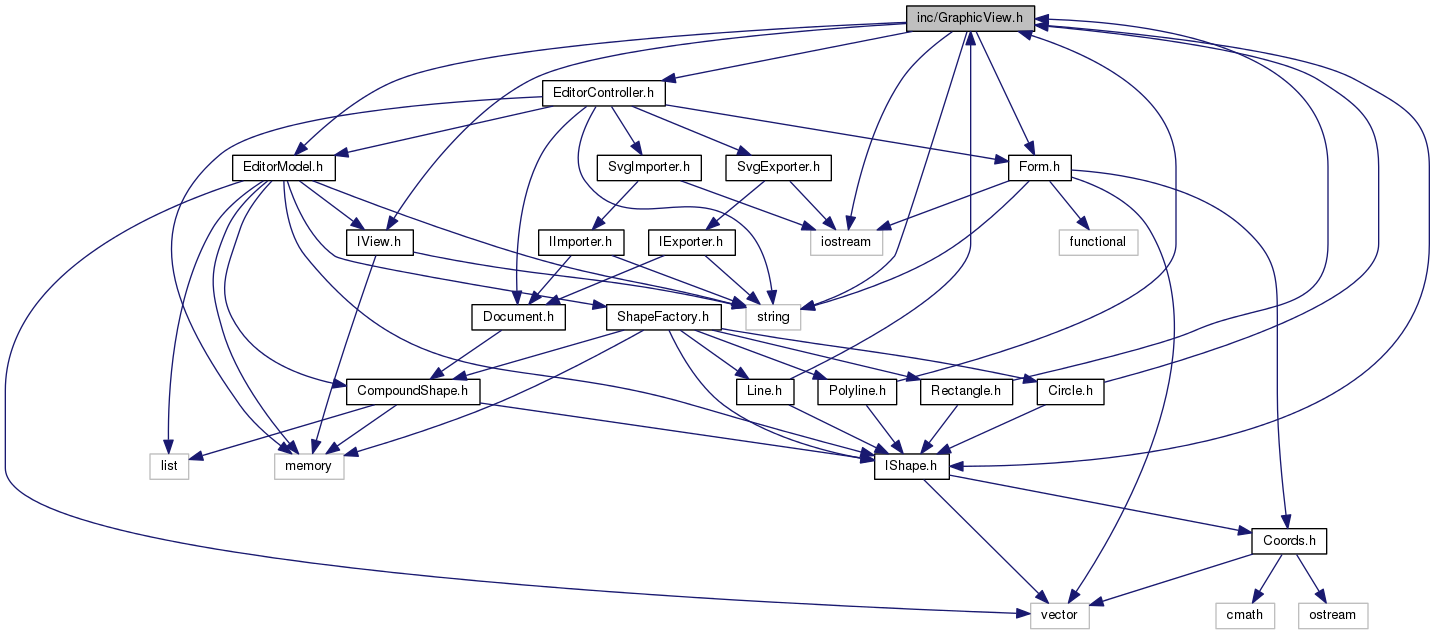 inc/GraphicView.h
EditorController.h
EditorModel.h
SvgImporter.h
SvgExporter.h
Form.h
IView.h
IImporter.h
IExporter.h
iostream
functional
Document.h
ShapeFactory.h
string
CompoundShape.h
Line.h
Polyline.h
Rectangle.h
Circle.h
list
memory
IShape.h
Coords.h
vector
cmath
ostream